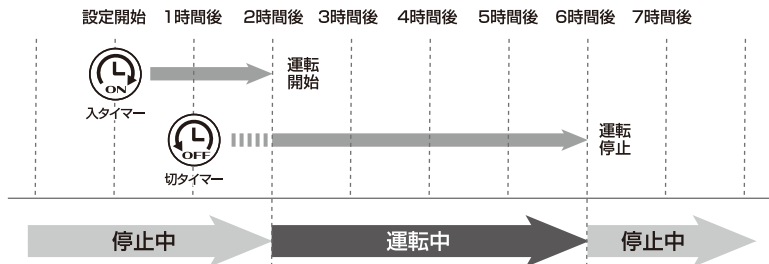 設定開始 1時間後 2時間後 3時間後 4時間後 5時間後 6時間後 7時間後
ON
入タイマー
運転
開始
OFF
切タイマー
運転
停止
停止中 運転中 停止中